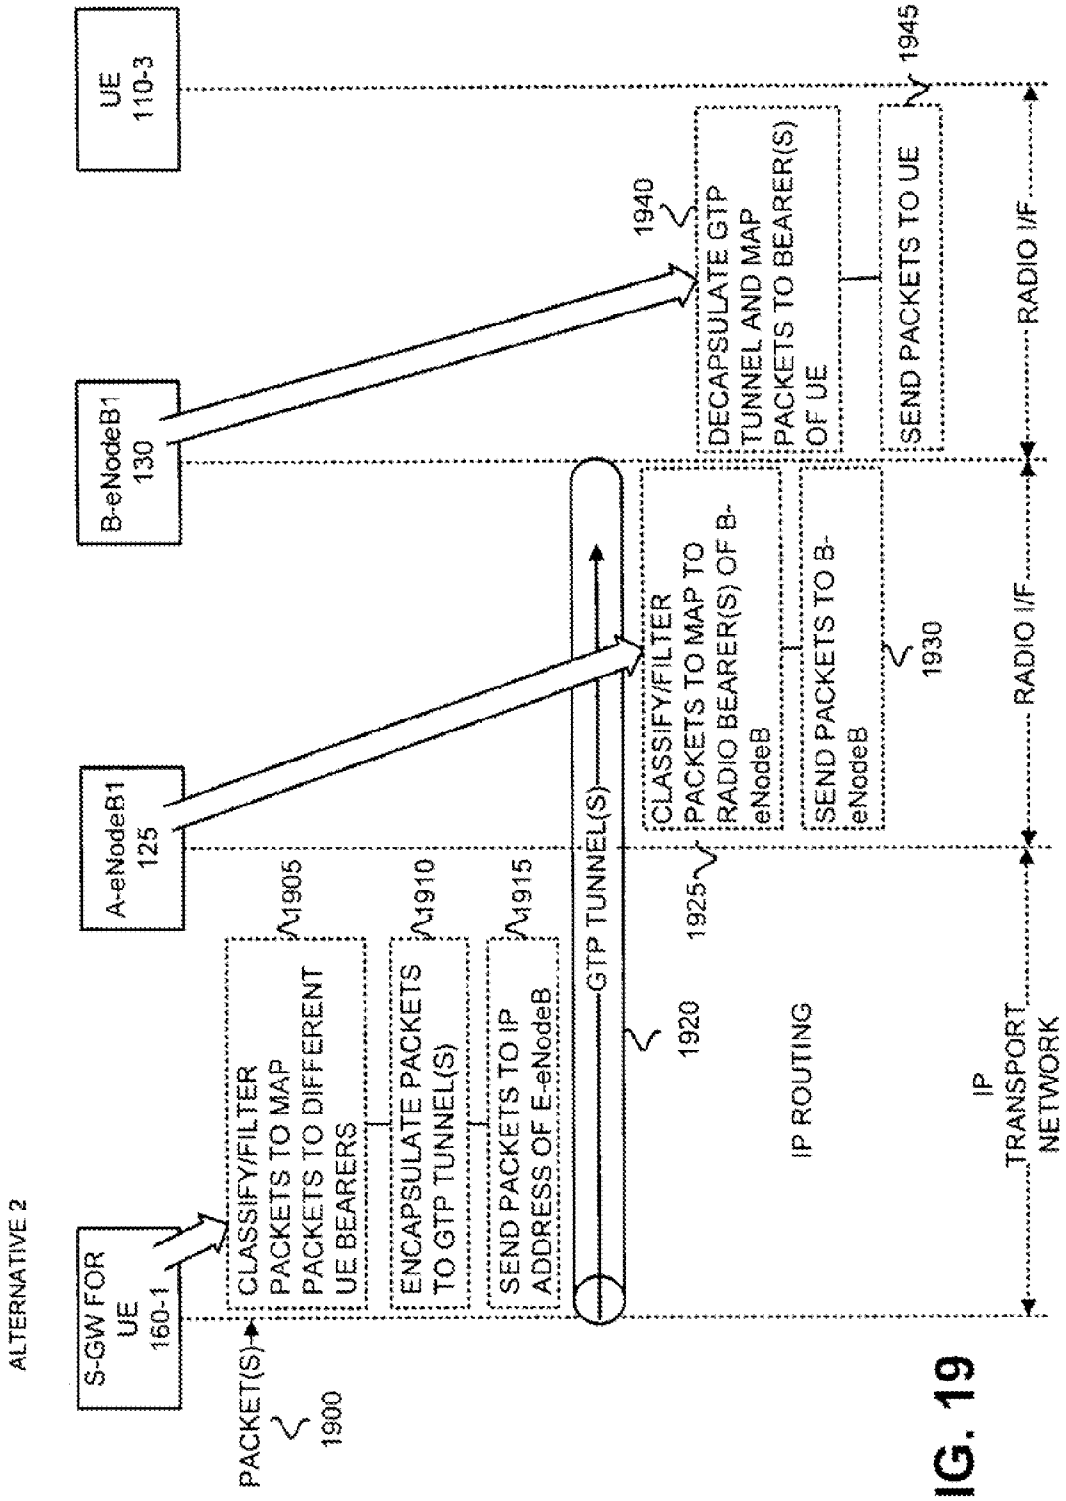 ALTERNATIVE 2
S-GW FOR
UE
160-1
A-eNodeB1
125
B-eNodeB1
130
UE
110-3
PACKET(S)
1900
CLASSIFY/FILTER
PACKETS TO MAP
PACKETS TO DIFFERENT
UE BEARERS
1905
ENCAPSULATE PACKETS
TO GTP TUNNEL(S)
1910
SEND PACKETS TO IP
ADDRESS OF E-eNodeB
1915
GTP TUNNEL(S)
1920
CLASSIFY/FILTER
PACKETS TO MAP TO
RADIO BEARER(S) OF B-
eNodeB
1925
SEND PACKETS TO B-
eNodeB
1930
DECAPSULATE GTP
TUNNEL AND MAP
PACKETS TO BEARER(S)
OF UE
1940
SEND PACKETS TO UE
1945
IP ROUTING
IP
TRANSPORT
NETWORK
RADIO I/F
RADIO I/F
IG. 19